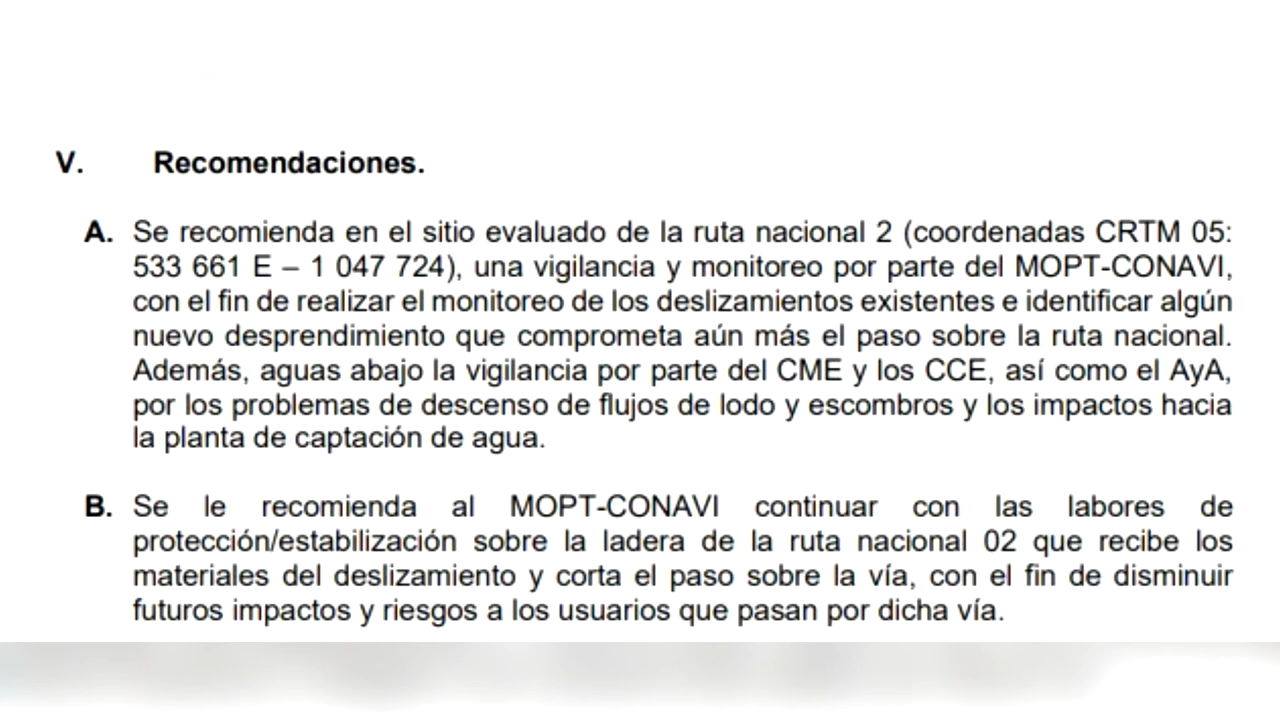 V. Recomendaciones.
A. Se recomienda en el sitio evaluado de la ruta nacional 2 (coordenadas CRTM 05:
533 661 E – 1 047 724), una vigilancia y monitoreo por parte del MOPT-CONAVI,
con el fin de realizar el monitoreo de los deslizamientos existentes e identificar algún
nuevo desprendimiento que comprometa aún más el paso sobre la ruta nacional.
Además, aguas abajo la vigilancia por parte del CME y los CCE, así como el AyA,
por los problemas de descenso de flujos de lodo y escombros y los impactos hacia
la planta de captación de agua.
B. Se le recomienda al MOPT-CONAVI continuar con las labores de
protección/estabilización sobre la ladera de la ruta nacional 02 que recibe los
materiales del deslizamiento y corta el paso sobre la vía, con el fin de disminuir
futuros impactos y riesgos a los usuarios que pasan por dicha vía.